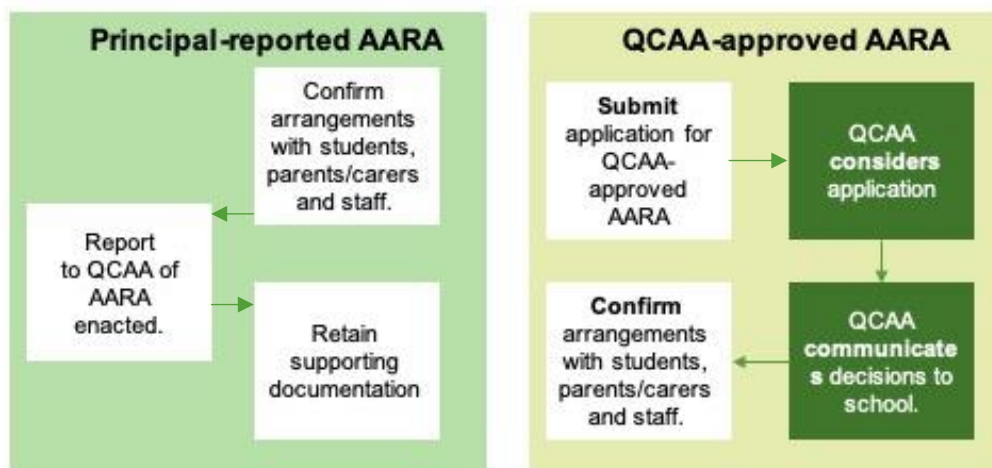 Principal-reported AARA
Confirm
arrangements
with students,
parents/carers
and staff.
Report
to QCAA of
AARA
enacted.
Retain
supporting
documentation
QCAA-approved AARA
Submit
application for
QCAA-
approved
AARA
QCAA
considers
application
QCAA
communicate
s decisions to
school.
Confirm
arrangements
with students,
parents/carers
and staff.